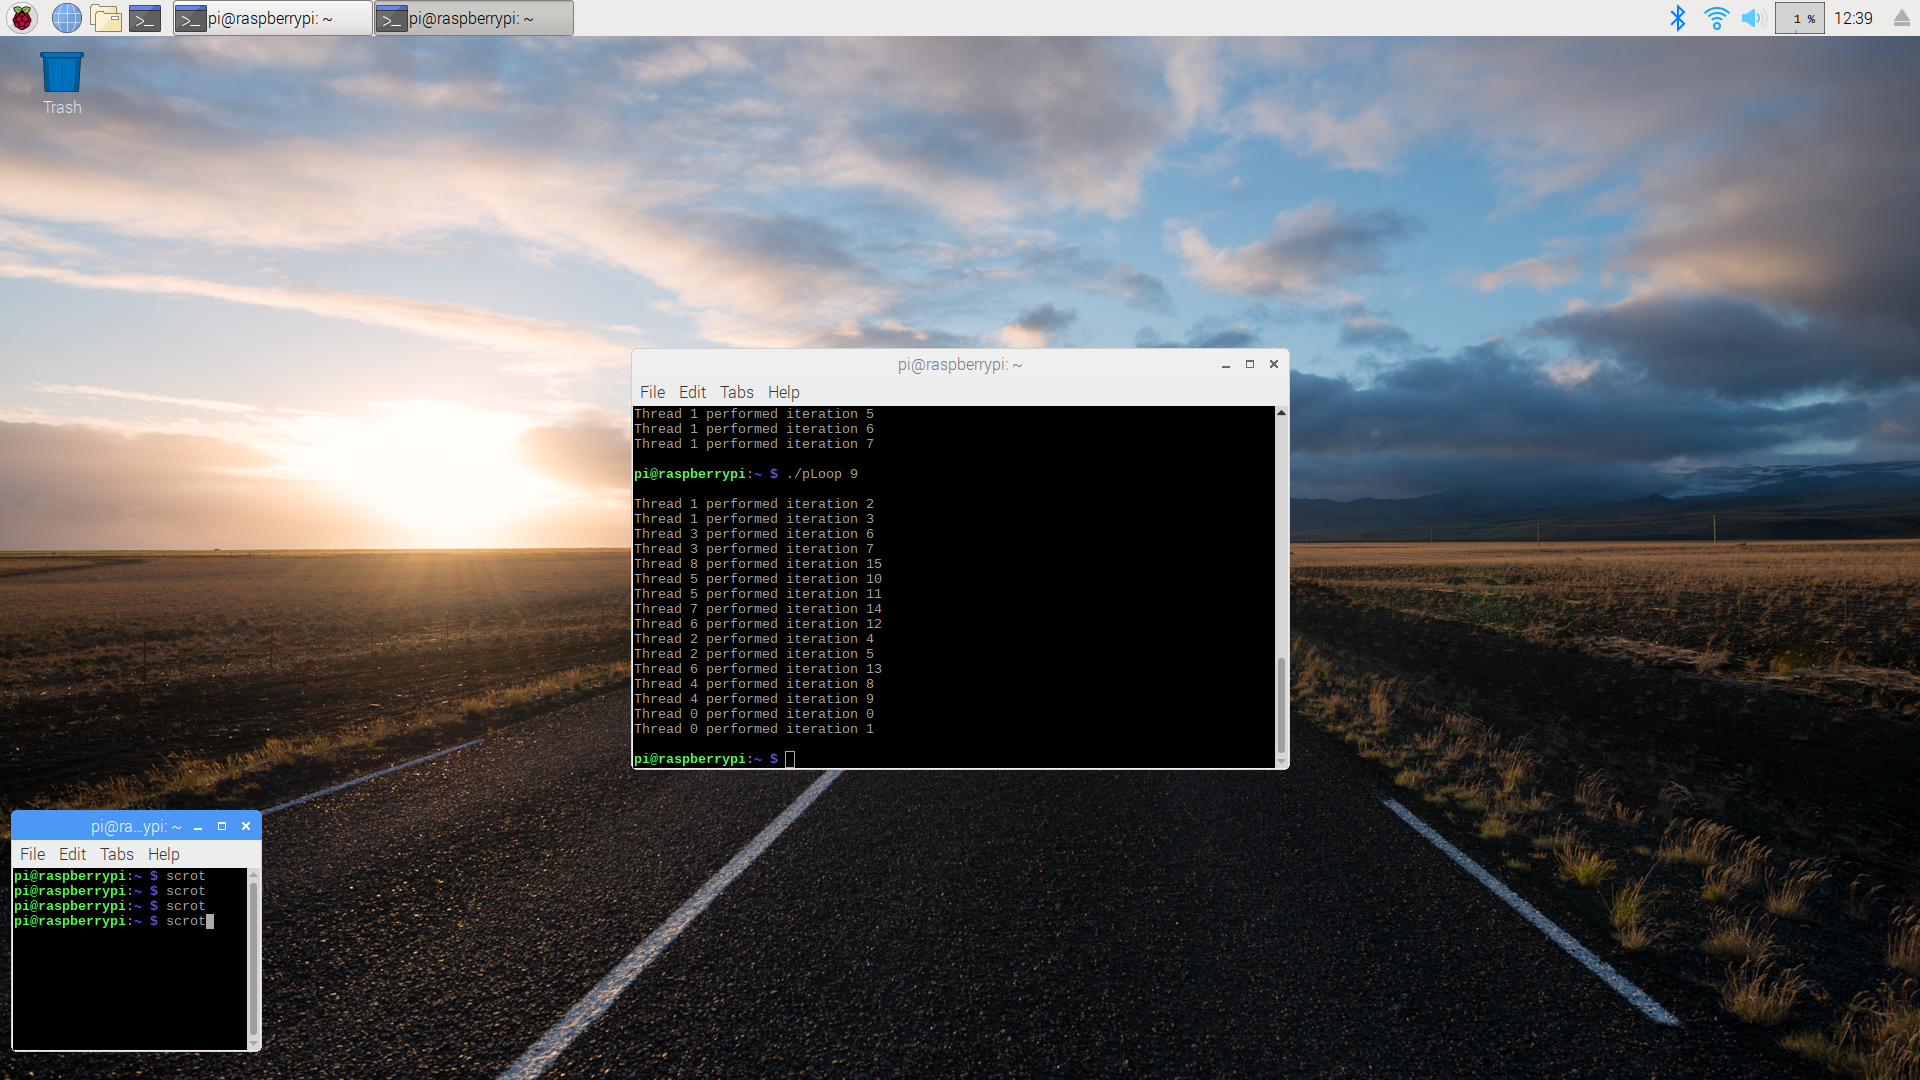 pi@raspberrypi: ~
pi@raspberrypi: ~
1 %
12:39
Trash
pi@raspberrypi: ~
File Edit Tabs Help
Thread 1 performed iteration 5
Thread 1 performed iteration 6
Thread 1 performed iteration 7
pi@raspberrypi:~ $ ./pLoop 9
Thread 1 performed iteration 2
Thread 1 performed iteration 3
Thread 3 performed iteration 6
Thread 3 performed iteration 7
Thread 8 performed iteration 15
Thread 5 performed iteration 10
Thread 5 performed iteration 11
Thread 7 performed iteration 14
Thread 6 performed iteration 12
Thread 2 performed iteration 4
Thread 2 performed iteration 5
Thread 6 performed iteration 13
Thread 4 performed iteration 8
Thread 4 performed iteration 9
Thread 0 performed iteration 0
Thread 0 performed iteration 1
pi@raspberrypi:~ $
pi@ra...ypi: ~
File Edit Tabs Help
pi@raspberrypi:~ $ scrot
pi@raspberrypi:~ $ scrot
pi@raspberrypi:~ $ scrot
pi@raspberrypi:~ $ scrot